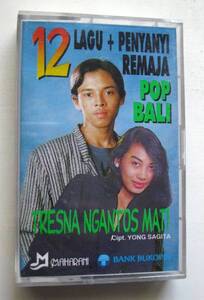 12 LAGU + PENYANYI
REMAJA
POP
BALI
TRESNA NGANTOS MATI
Cipt. YONG SAGITA
MAHARANI
BANK BUKOPIN